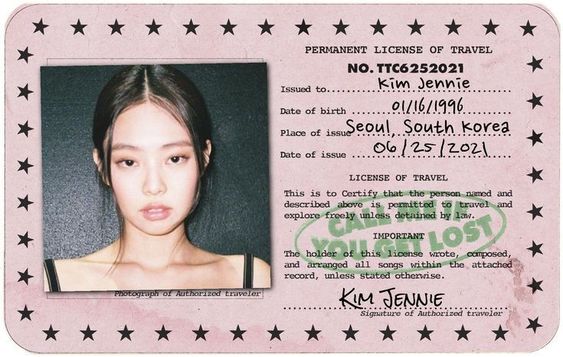 PERMANENT LICENSE OF TRAVEL
NO. TTC6252021
Issued to Kim Jennie
Date of birth 01/16/1996
Place of issue Seoul, South Korea
Date of issue 06/25/2021
LICENSE OF TRAVEL
This is to Certify that the person named and
described above is permitted to travel and
explore freely unless detained by law.
CALL ME IF
YOU GET LOST
IMPORTANT
The holder of this license wrote, composed,
and arranged all songs within the attached
record, unless stated otherwise.
KIM JENNIE
Photograph of Authorized traveler
Signature of Authorized traveler